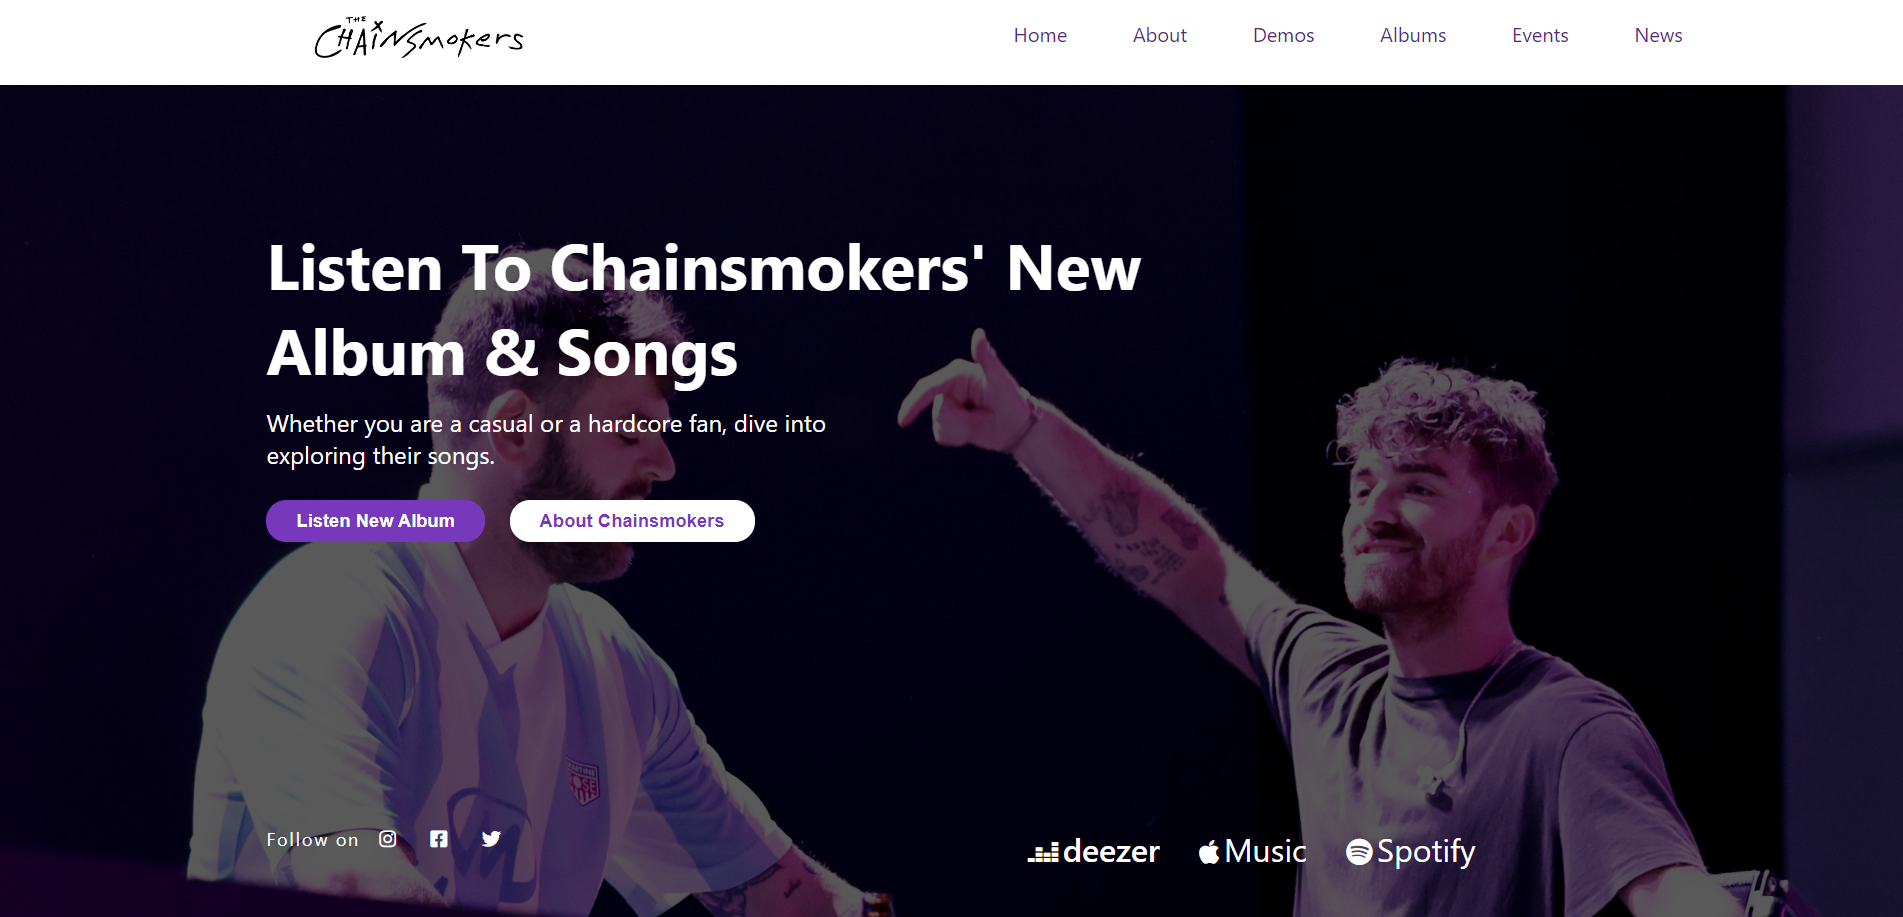 THE
CHAINSMOKERS
Home About Demos Albums Events News
Listen To Chainsmokers' New
Album & Songs
Whether you are a casual or a hardcore fan, dive into
exploring their songs.
Listen New Album About Chainsmokers
Follow on
deezer Music Spotify